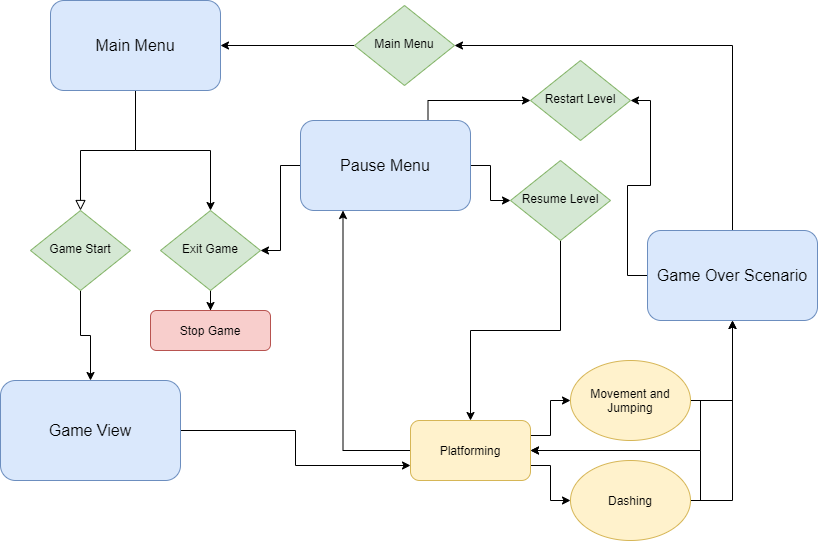 Main Menu
Main Menu
Restart Level
Pause Menu
Resume Level
Game Start
Exit Game
Game Over Scenario
Stop Game
Movement and
Jumping
Game View
Platforming
Dashing